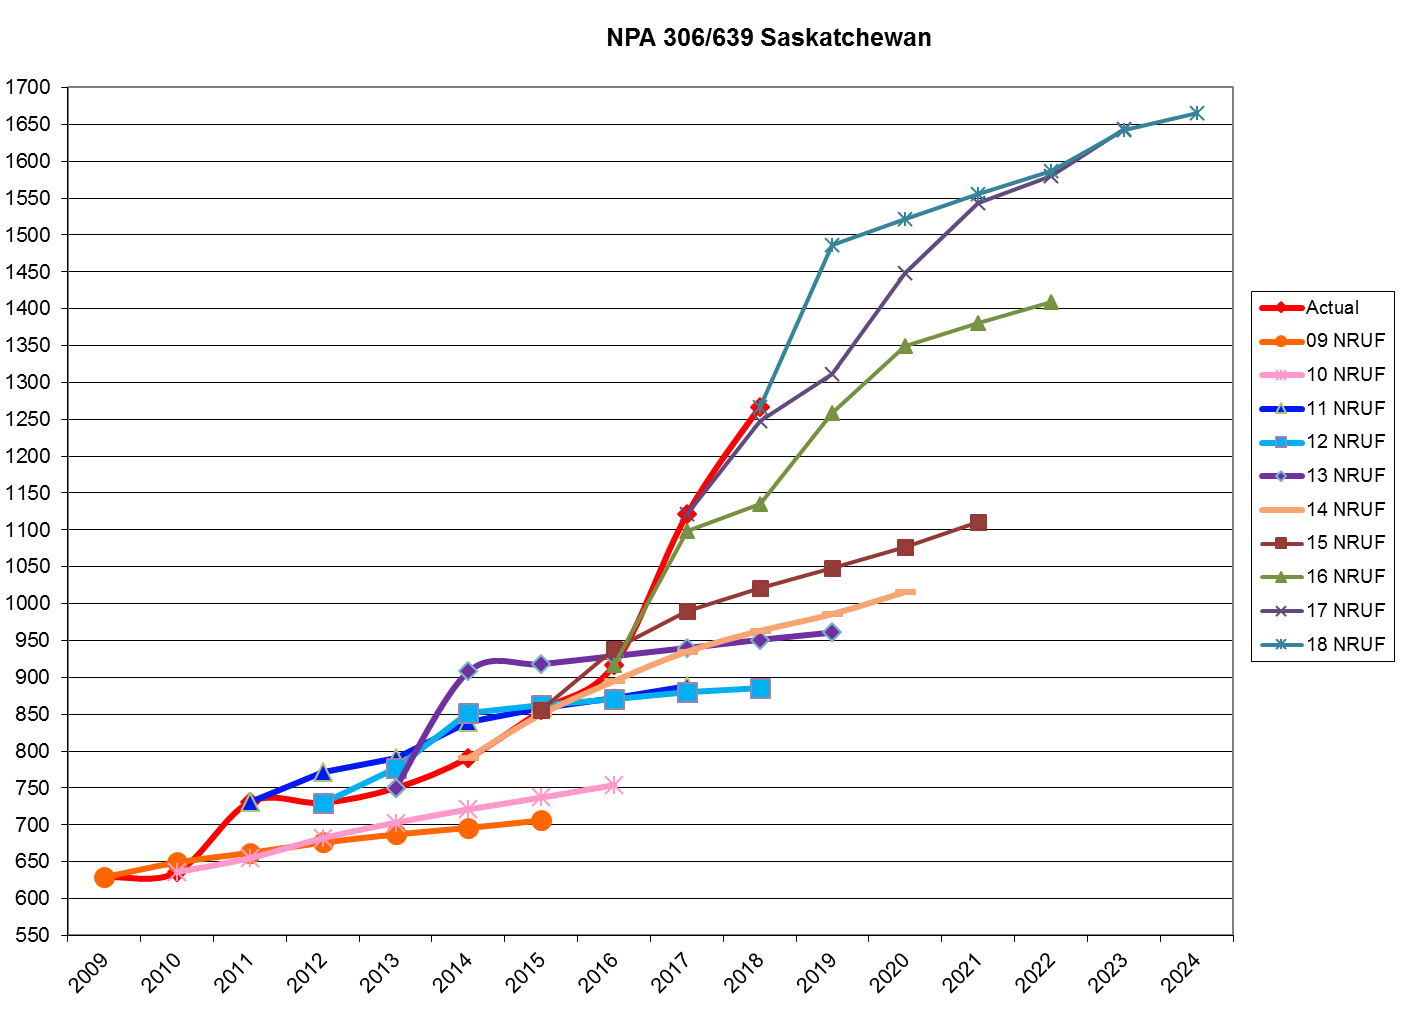 NPA 306/639 Saskatchewan
1700
1650
1600
1550
1500
1450
1400
1350
1300
1250
1200
1150
1100
1050
1000
950
900
850
800
750
700
650
600
550
2009 2010 2011 2012 2013 2014 2015 2016 2017 2018 2019 2020 2021 2022 2023 2024
Actual
09 NRUF
10 NRUF
11 NRUF
12 NRUF
13 NRUF
14 NRUF
15 NRUF
16 NRUF
17 NRUF
18 NRUF